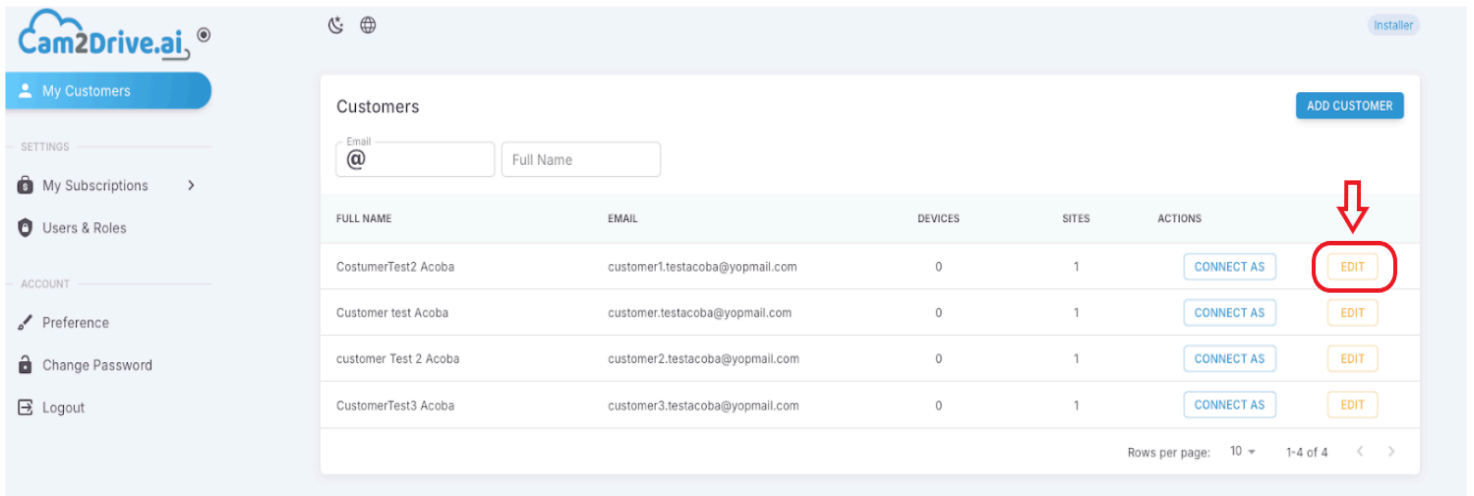 Cam2Drive.ai
Installer
My Customers
SETTINGS
My Subscriptions
Users & Roles
ACCOUNT
Preference
Change Password
Logout
Customers
ADD CUSTOMER
Email
@
Full Name
FULL NAME EMAIL DEVICES SITES ACTIONS
CostumerTest2 Acoba customer1.testacoba@yopmail.com 0 1 CONNECT AS EDIT
Customer test Acoba customer.testacoba@yopmail.com 0 1 CONNECT AS EDIT
customer Test 2 Acoba customer2.testacoba@yopmail.com 0 1 CONNECT AS EDIT
CustomerTest3 Acoba customer3.testacoba@yopmail.com 0 1 CONNECT AS EDIT
Rows per page: 10 1-4 of 4